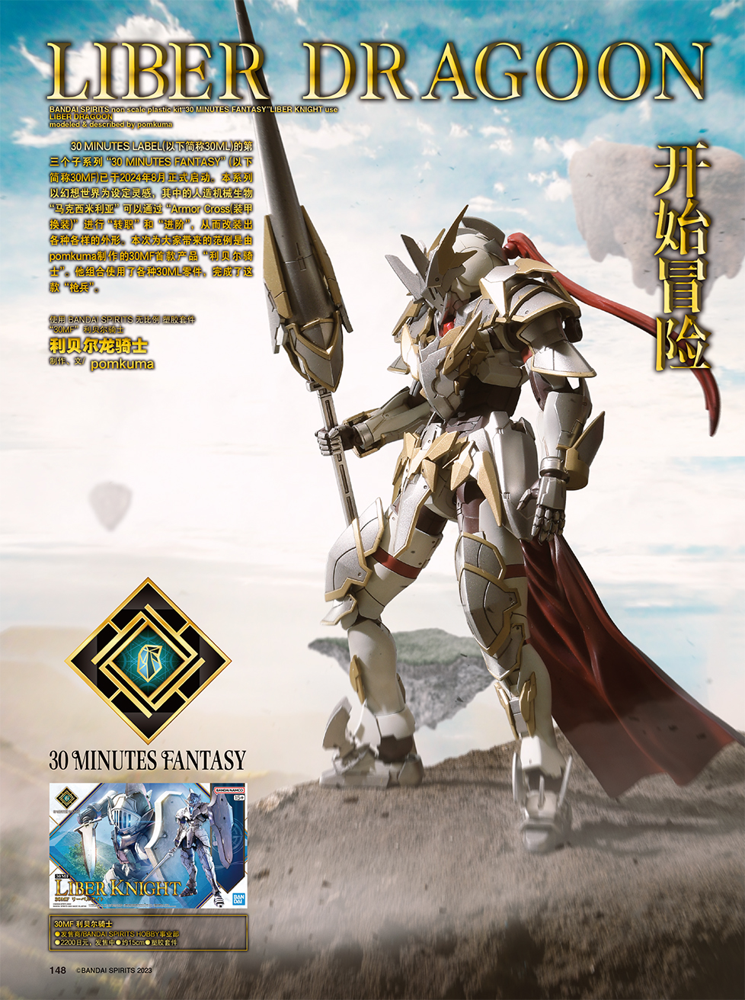 LIBER DRAGOON
BANDAI SPIRITS non scale plastic kit"30 MINUTES FANTASY"LIBER KNIGHT use
LIBER DRAGOON
modeled & described by pomkuma
30 MINUTES LABEL(以下简称30ML)的第
三个子系列“30 MINUTES FANTASY”(以下
简称30MF)已于2024年8月正式启动。本系列
以幻想世界为设定灵感，其中的人造机械生物
“马克西米利亚”可以通过“Armor Cross(装甲
换装)”进行“转职”和“进阶”，从而改装出
各种各样的外形。本次为大家带来的范例是由
pomkuma制作的30MF首款产品“利贝尔骑
士”。他组合使用了各种30ML零件，完成了这
款“枪兵”。
开始冒险
使用 BANDAI SPIRITS 无比例 塑胶套件
“30MF”利贝尔骑士
利贝尔龙骑士
制作、文/ pomkuma
30 MINUTES FANTASY
BANDAI NAMCO
15+
30MF
LIBER KNIGHT
30MF リーベルナイト
BAN
DAI
30MF 利贝尔骑士
●发售商/BANDAI SPIRITS HOBBY事业部
●2200日元，发售中●约15cm●塑胶套件
148 ©BANDAI SPIRITS 2023